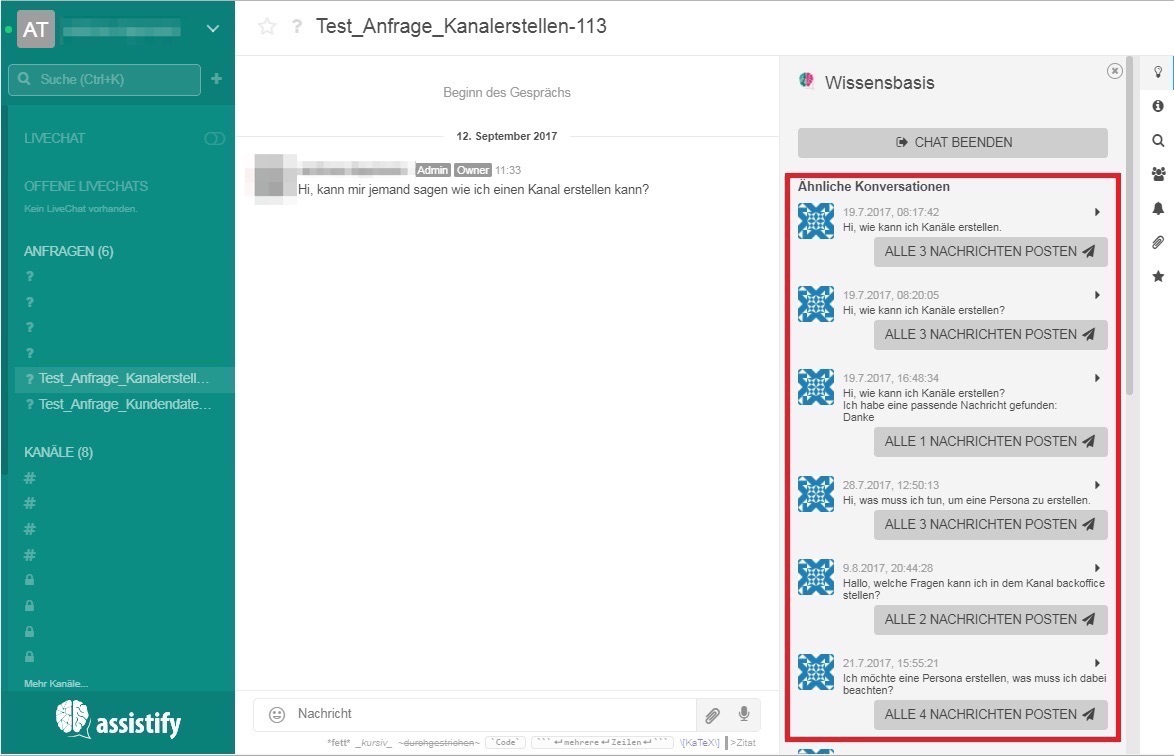 AT
Suche (Ctrl+K)
LIVECHAT
OFFENE LIVECHATS
Kein LiveChat vorhanden.
ANFRAGEN (6)
?
?
?
?
? Test_Anfrage_Kanalerstell...
? Test_Anfrage_Kundendate...
KANÄLE (8)
#
#
#
#
Mehr Kanäle...
assistify
? Test_Anfrage_Kanalerstellen-113
Beginn des Gesprächs
12. September 2017
Admin Owner 11:33
Hi, kann mir jemand sagen wie ich einen Kanal erstellen kann?
Nachricht
*fett* _kursiv_ ~durchgestrichen~ `Code` ```↵mehrere↵Zeilen↵``` \[KaTeX\] >Zitat
Wissensbasis
CHAT BEENDEN
Ähnliche Konversationen
19.7.2017, 08:17:42
Hi, wie kann ich Kanäle erstellen.
ALLE 3 NACHRICHTEN POSTEN
19.7.2017, 08:20:05
Hi, wie kann ich Kanäle erstellen?
ALLE 3 NACHRICHTEN POSTEN
19.7.2017, 16:48:34
Hi, wie kann ich Kanäle erstellen?
Ich habe eine passende Nachricht gefunden:
Danke
ALLE 1 NACHRICHTEN POSTEN
28.7.2017, 12:50:13
Hi, was muss ich tun, um eine Persona zu erstellen.
ALLE 3 NACHRICHTEN POSTEN
9.8.2017, 20:44:28
Hallo, welche Fragen kann ich in dem Kanal backoffice
stellen?
ALLE 2 NACHRICHTEN POSTEN
21.7.2017, 15:55:21
Ich möchte eine Persona erstellen, was muss ich dabei
beachten?
ALLE 4 NACHRICHTEN POSTEN